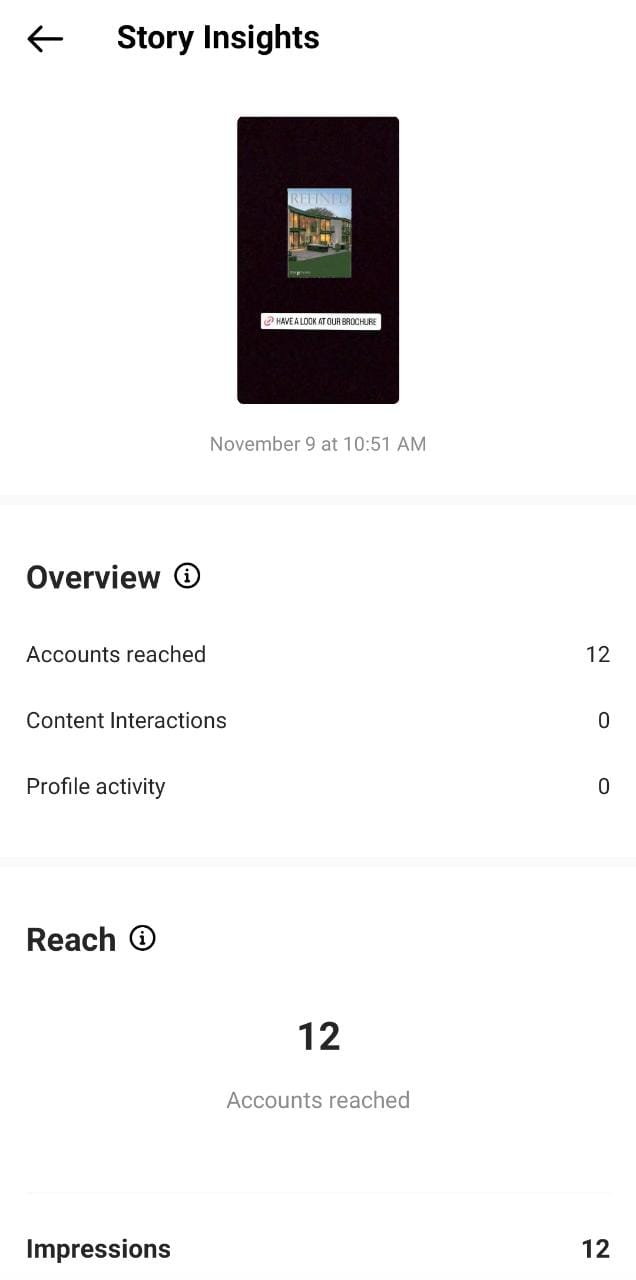 Story Insights
REFINED
HAVE A LOOK AT OUR BROCHURE
November 9 at 10:51 AM
Overview
Accounts reached 12
Content Interactions 0
Profile activity 0
Reach
12
Accounts reached
Impressions 12